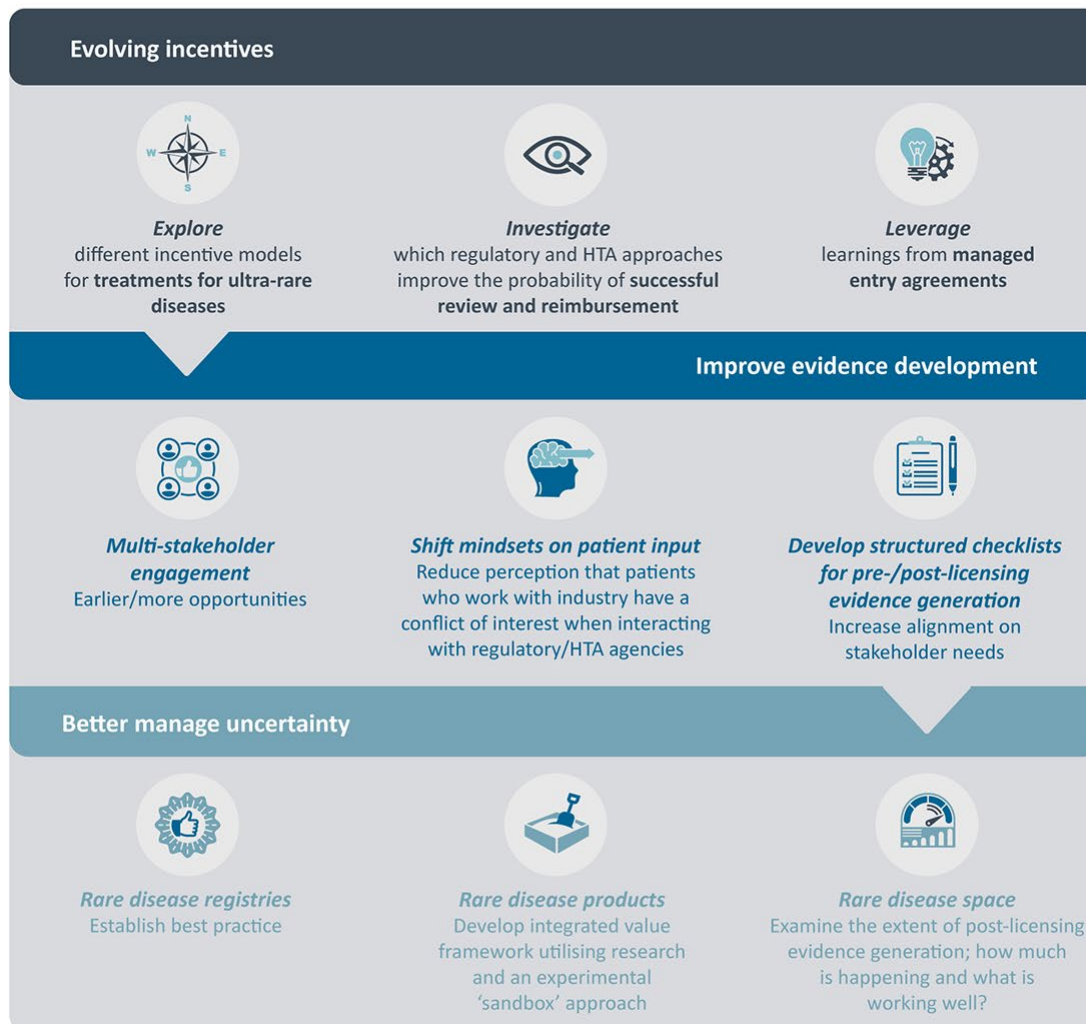 Evolving incentives
N
W E
S
Explore
different incentive models
for treatments for ultra-rare
diseases
Investigate
which regulatory and HTA approaches
improve the probability of successful
review and reimbursement
Leverage
learnings from managed
entry agreements
Improve evidence development
Multi-stakeholder
engagement
Earlier/more opportunities
Shift mindsets on patient input
Reduce perception that patients
who work with industry have a
conflict of interest when interacting
with regulatory/HTA agencies
Develop structured checklists
for pre-/post-licensing
evidence generation
Increase alignment on
stakeholder needs
Better manage uncertainty
Rare disease registries
Establish best practice
Rare disease products
Develop integrated value
framework utilising research
and an experimental
‘sandbox’ approach
Rare disease space
Examine the extent of post-licensing
evidence generation; how much
is happening and what is
working well?